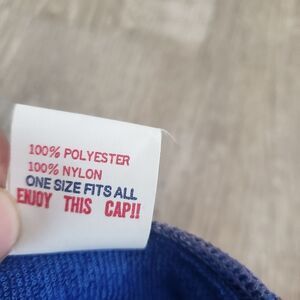 100% POLYESTER
100% NYLON
ONE SIZE FITS ALL
ENJOY THIS CAP!!